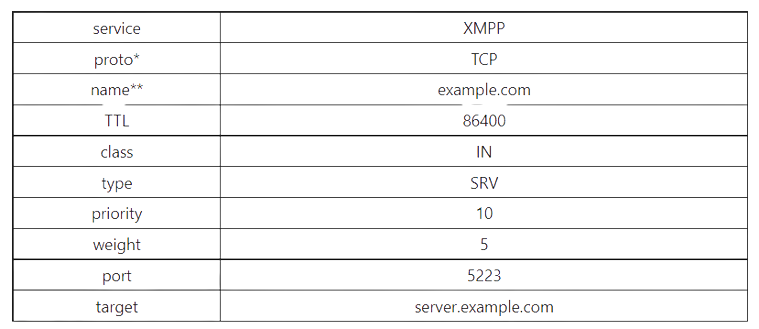 service XMPP
proto* TCP
name** example.com
TTL 86400
class IN
type SRV
priority 10
weight 5
port 5223
target server.example.com